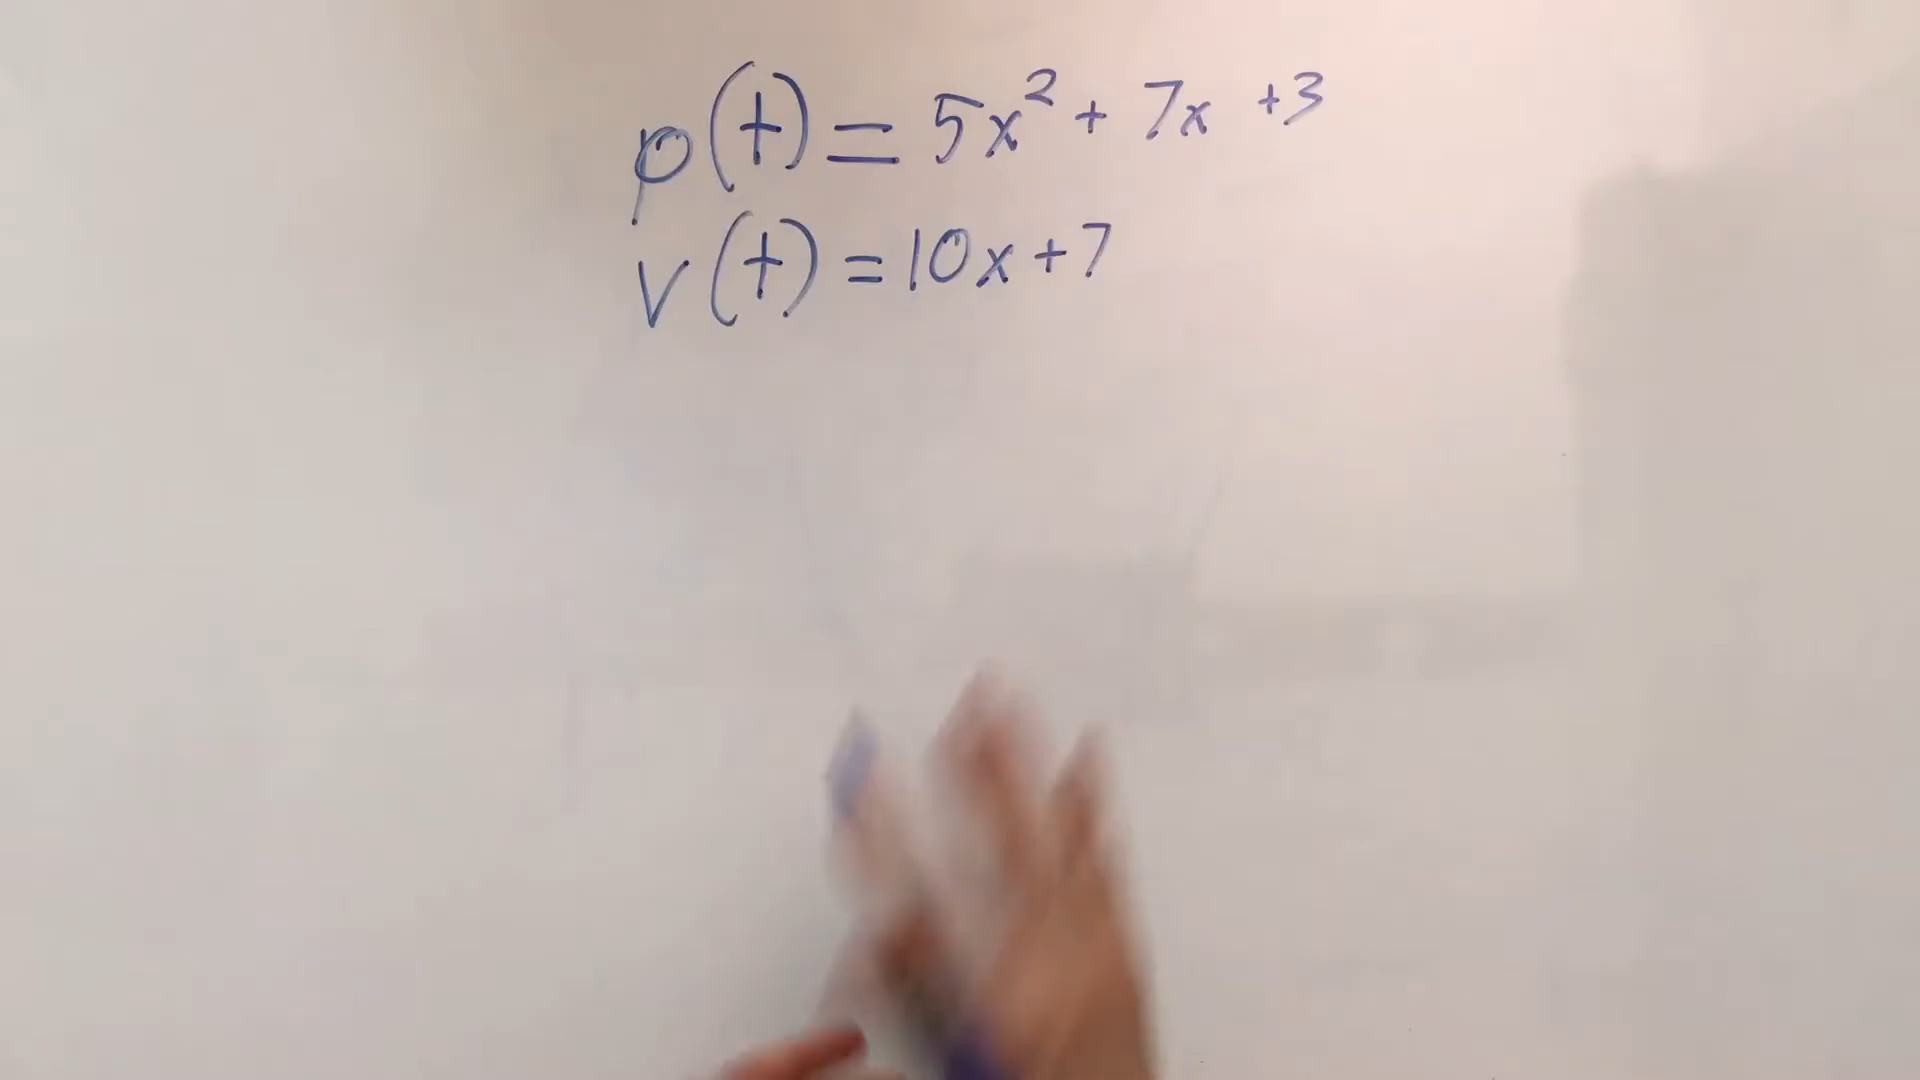 p(t) = 5x² + 7x +3
v(t) = 10x + 7